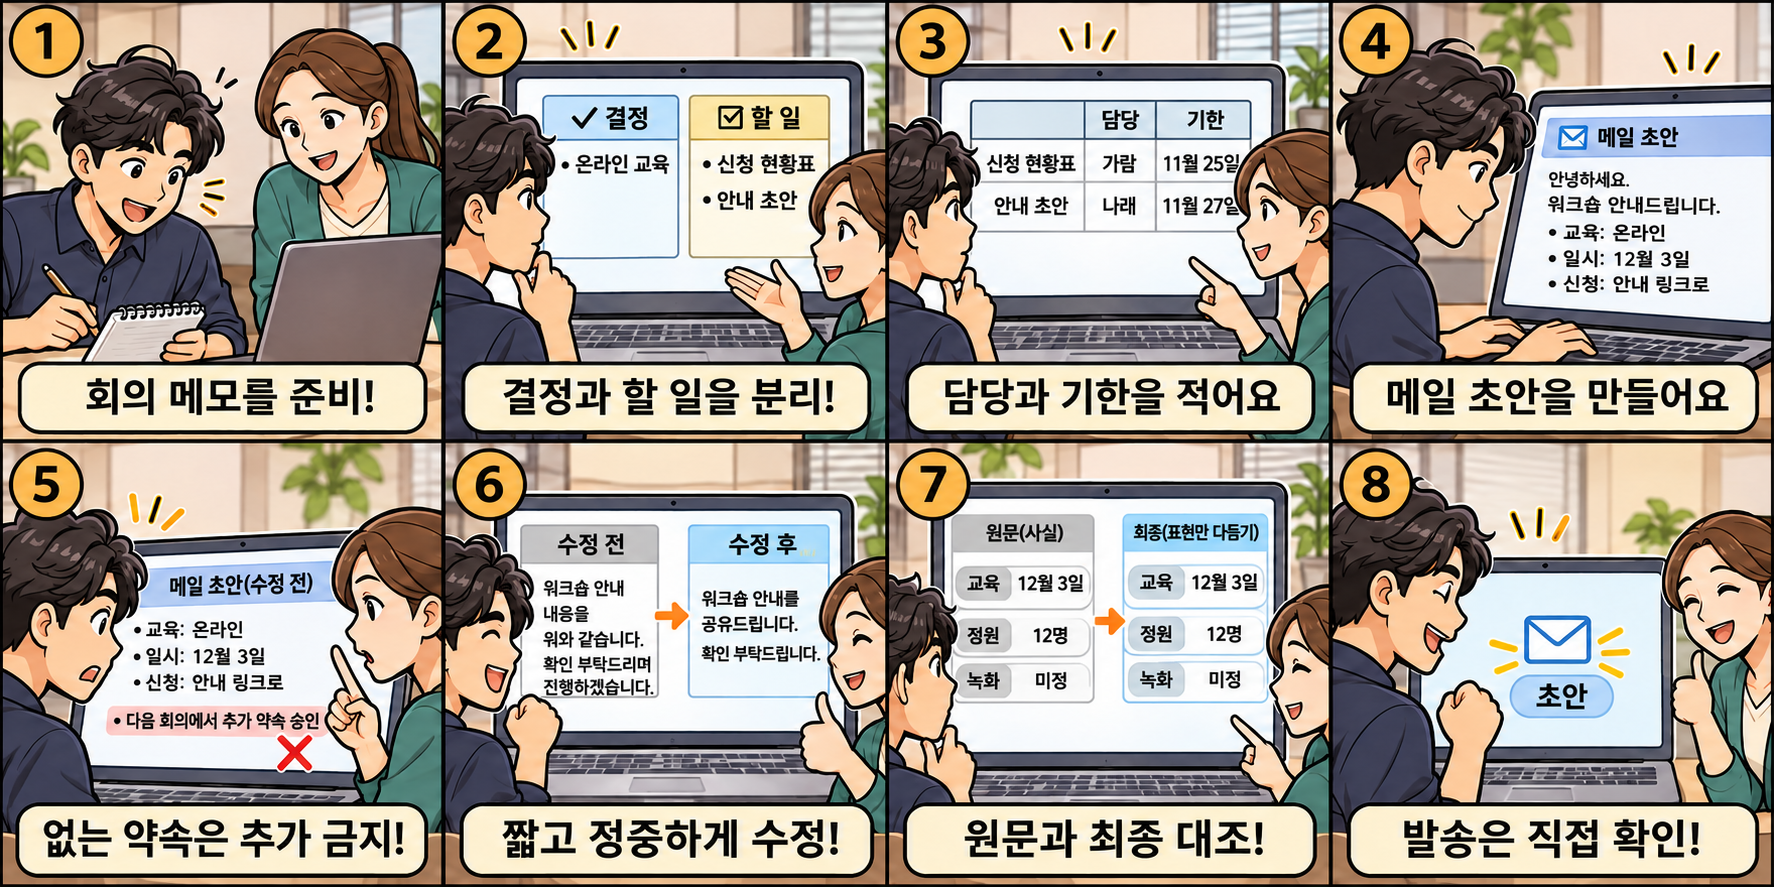 1
회의 메모를 준비!
2
결정
온라인 교육
할 일
신청 현황표
안내 초안
결정과 할 일을 분리!
3
담당 기한
신청 현황표 가람 11월 25일
안내 초안 나래 11월 27일
담당과 기한을 적어요
4
메일 초안
안녕하세요.
워크숍 안내드립니다.
• 교육: 온라인
• 일시: 12월 3일
• 신청: 안내 링크로
메일 초안을 만들어요
5
메일 초안(수정 전)
• 교육: 온라인
• 일시: 12월 3일
• 신청: 안내 링크로
• 다음 회의에서 추가 약속 승인
없는 약속은 추가 금지!
6
수정 전
워크숍 안내
내용을
워와 같습니다.
확인 부탁드리며
진행하겠습니다.
수정 후
워크숍 안내를
공유드립니다.
확인 부탁드립니다.
짧고 정중하게 수정!
7
원문(사실)
교육 12월 3일
정원 12명
녹화 미정
최종(표현만 다듬기)
교육 12월 3일
정원 12명
녹화 미정
원문과 최종 대조!
8
초안
발송은 직접 확인!